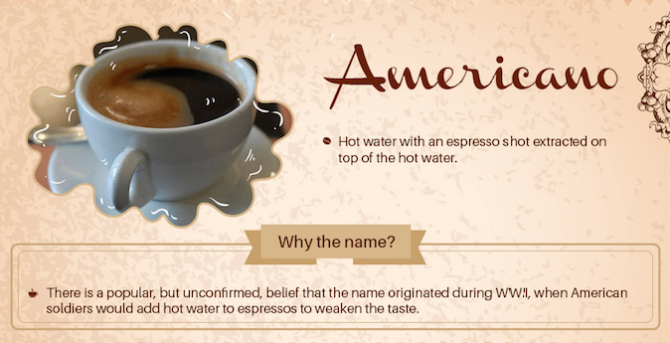 Americano
Hot water with an espresso shot extracted on
top of the hot water.
Why the name?
There is a popular, but unconfirmed, belief that the name originated during WW!I, when American
soldiers would add hot water to espressos to weaken the taste.